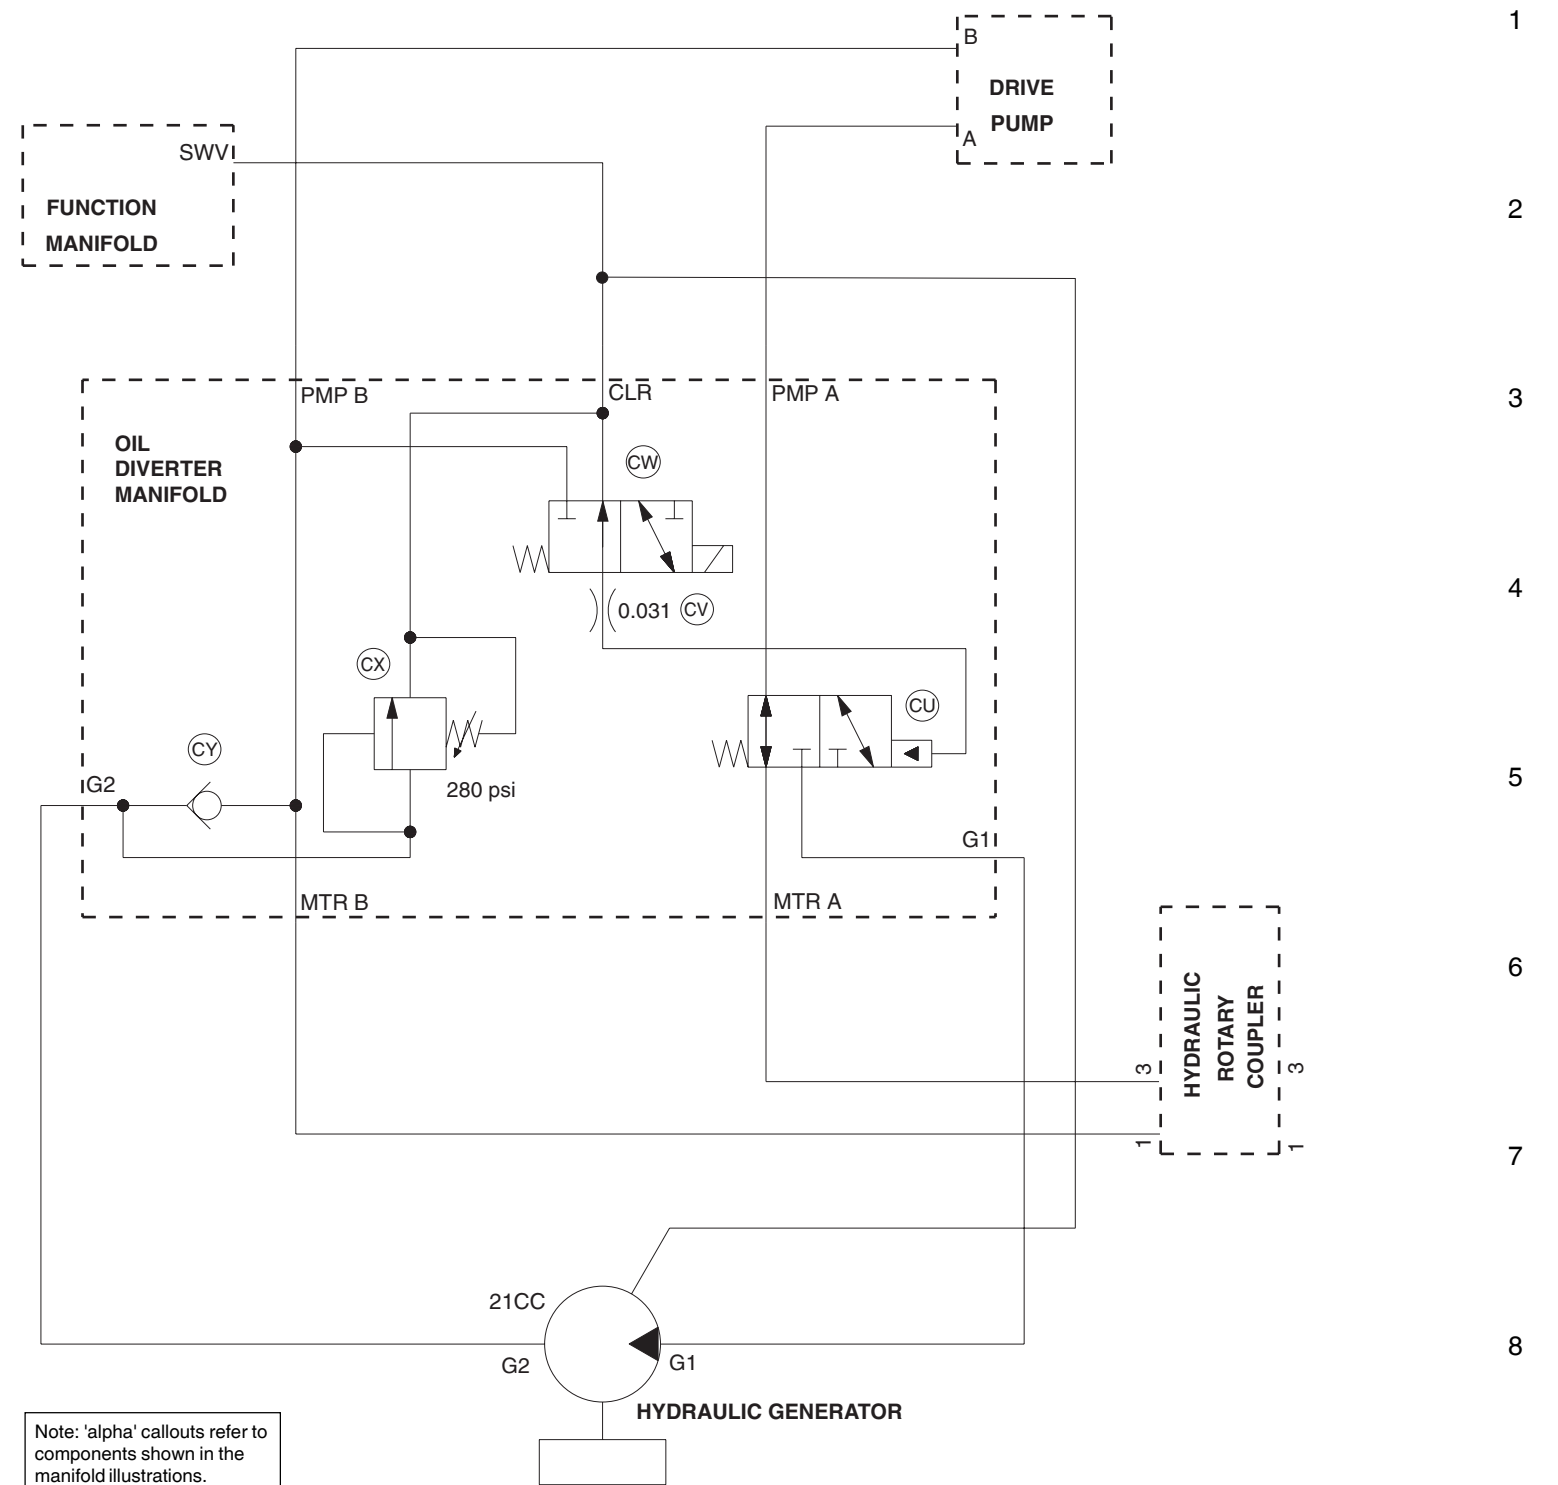 1
B
DRIVE
PUMP
A
SWV
FUNCTION
MANIFOLD
2
PMP B
CLR
PMP A
3
OIL
DIVERTER
MANIFOLD
CW
4
0.031
CV
CX
CU
CY
G2
280 psi
5
G1
MTR B
MTR A
6
HYDRAULIC
ROTARY
COUPLER
3
3
1
1
7
21CC
G2
G1
8
HYDRAULIC GENERATOR
Note: 'alpha' callouts refer to
components shown in the
manifold illustrations.